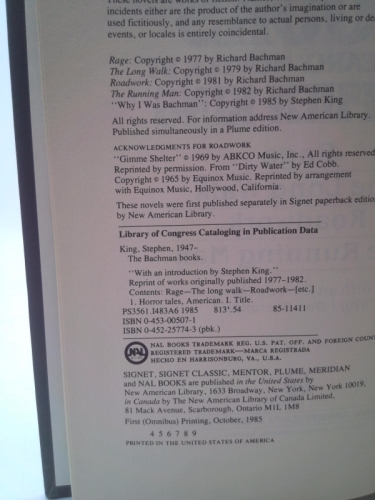 These novels are works of
incidents either are the product of the author's imagination or are
used fictitiously, and any resemblance to actual persons, living or de
events, or locales is entirely coincidental.
Rage: Copyright © 1977 by Richard Bachman
The Long Walk: Copyright © 1979 by Richard Bachman
Roadwork: Copyright © 1981 by Richard Bachman
The Running Man: Copyright © 1982 by Richard Bachman
"Why I Was Bachman": Copyright © 1985 by Stephen King
All rights reserved. For information address New American Library.
Published simultaneously in a Plume edition.
ACKNOWLEDGMENTS FOR ROADWORK
"Gimme Shelter" © 1969 by ABKCO Music, Inc., All rights reserved
Reprinted by permission. From "Dirty Water" by Ed Cobb.
Copyright © 1965 by Equinox Music. Reprinted by arrangement
with Equinox Music, Hollywood, California.
These novels were first published separately in Signet paperback editio
by New American Library.
Library of Congress Cataloging in Publication Data
King, Stephen, 1947–
The Bachman books.
"With an introduction by Stephen King."
Reprint of works originally published 1977–1982.
Contents: Rage—The long walk—Roadwork—[etc.]
1. Horror tales, American. I. Title.
PS3561.I483A6 1985 813'.54 85-11411
ISBN 0-453-00507-1
ISBN 0-452-25774-3 (pbk.)
NAL
NAL BOOKS TRADEMARK REG. U.S. PAT. OFF. AND FOREIGN COUN
REGISTERED TRADEMARK—MARCA REGISTRADA
HECHO EN HARRISONBURG, VA., U.S.A.
SIGNET, SIGNET CLASSIC, MENTOR, PLUME, MERIDIAN
and NAL BOOKS are published in the United States by
New American Library, 1633 Broadway, New York, New York 10019,
in Canada by The New American Library of Canada Limited,
81 Mack Avenue, Scarborough, Ontario M1L 1M8
First (Omnibus) Printing, October, 1985
4 5 6 7 8 9
PRINTED IN THE UNITED STATES OF AMERICA